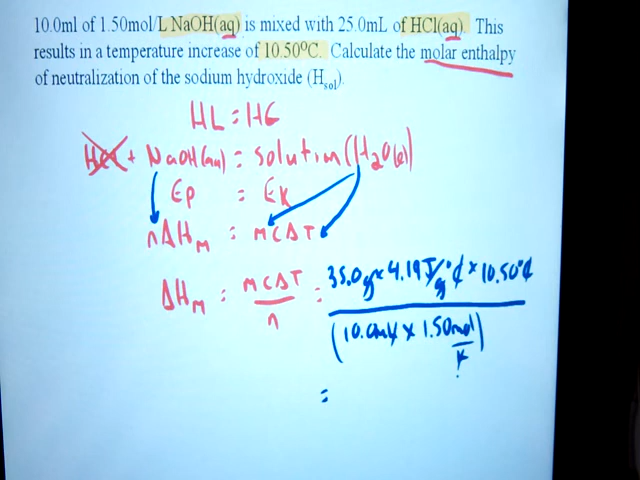 10.0ml of 1.50mol/L NaOH(aq) is mixed with 25.0mL of HCl(aq). This
results in a temperature increase of 10.50⁰C. Calculate the molar enthalpy
of neutralization of the sodium hydroxide (Hsol).
HL = HG
HCl + NaOH(aq) = solution (H₂O(l))
Ep = Ek
nΔHm = mcΔT
ΔHm = mcΔT/n = 35.0g × 4.19J/g°C × 10.50°C
(10.0mL × 1.50mol/L)
=